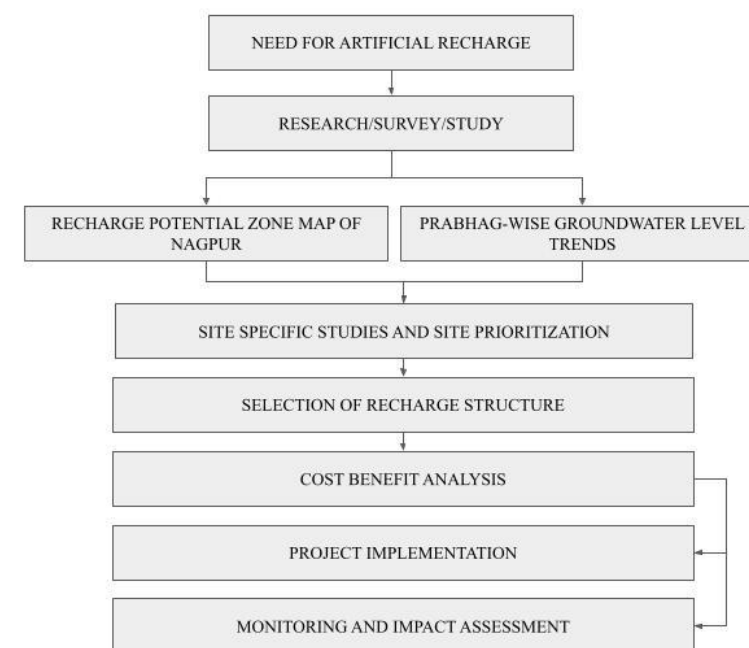 NEED FOR ARTIFICIAL RECHARGE
RESEARCH/SURVEY/STUDY
RECHARGE POTENTIAL ZONE MAP OF
NAGPUR
PRABHAG-WISE GROUNDWATER LEVEL
TRENDS
SITE SPECIFIC STUDIES AND SITE PRIORITIZATION
SELECTION OF RECHARGE STRUCTURE
COST BENEFIT ANALYSIS
PROJECT IMPLEMENTATION
MONITORING AND IMPACT ASSESSMENT